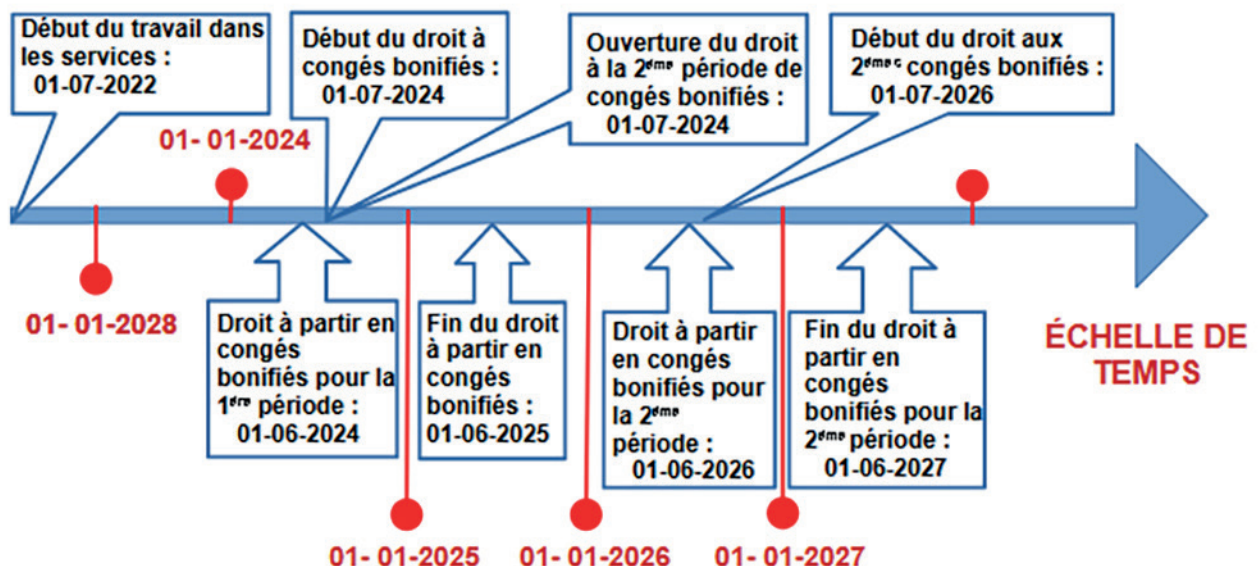 Début du travail dans
les services :
01-07-2022
Début du droit à
congés bonifiés :
01-07-2024
Ouverture du droit
à la 2ème période de
congés bonifiés :
01-07-2024
Début du droit aux
2èmes congés bonifiés :
01-07-2026
01- 01-2024
01- 01-2028
Droit à partir en
congés
bonifiés pour la
1ère période :
01-06-2024
Fin du droit
à partir en
congés
bonifiés :
01-06-2025
Droit à partir
en congés
bonifiés pour
la 2ème
période :
01-06-2026
Fin du droit à
partir en
congés
bonifiés pour la
2ème période :
01-06-2027
ÉCHELLE DE
TEMPS
01- 01-2025
01- 01-2026
01- 01-2027